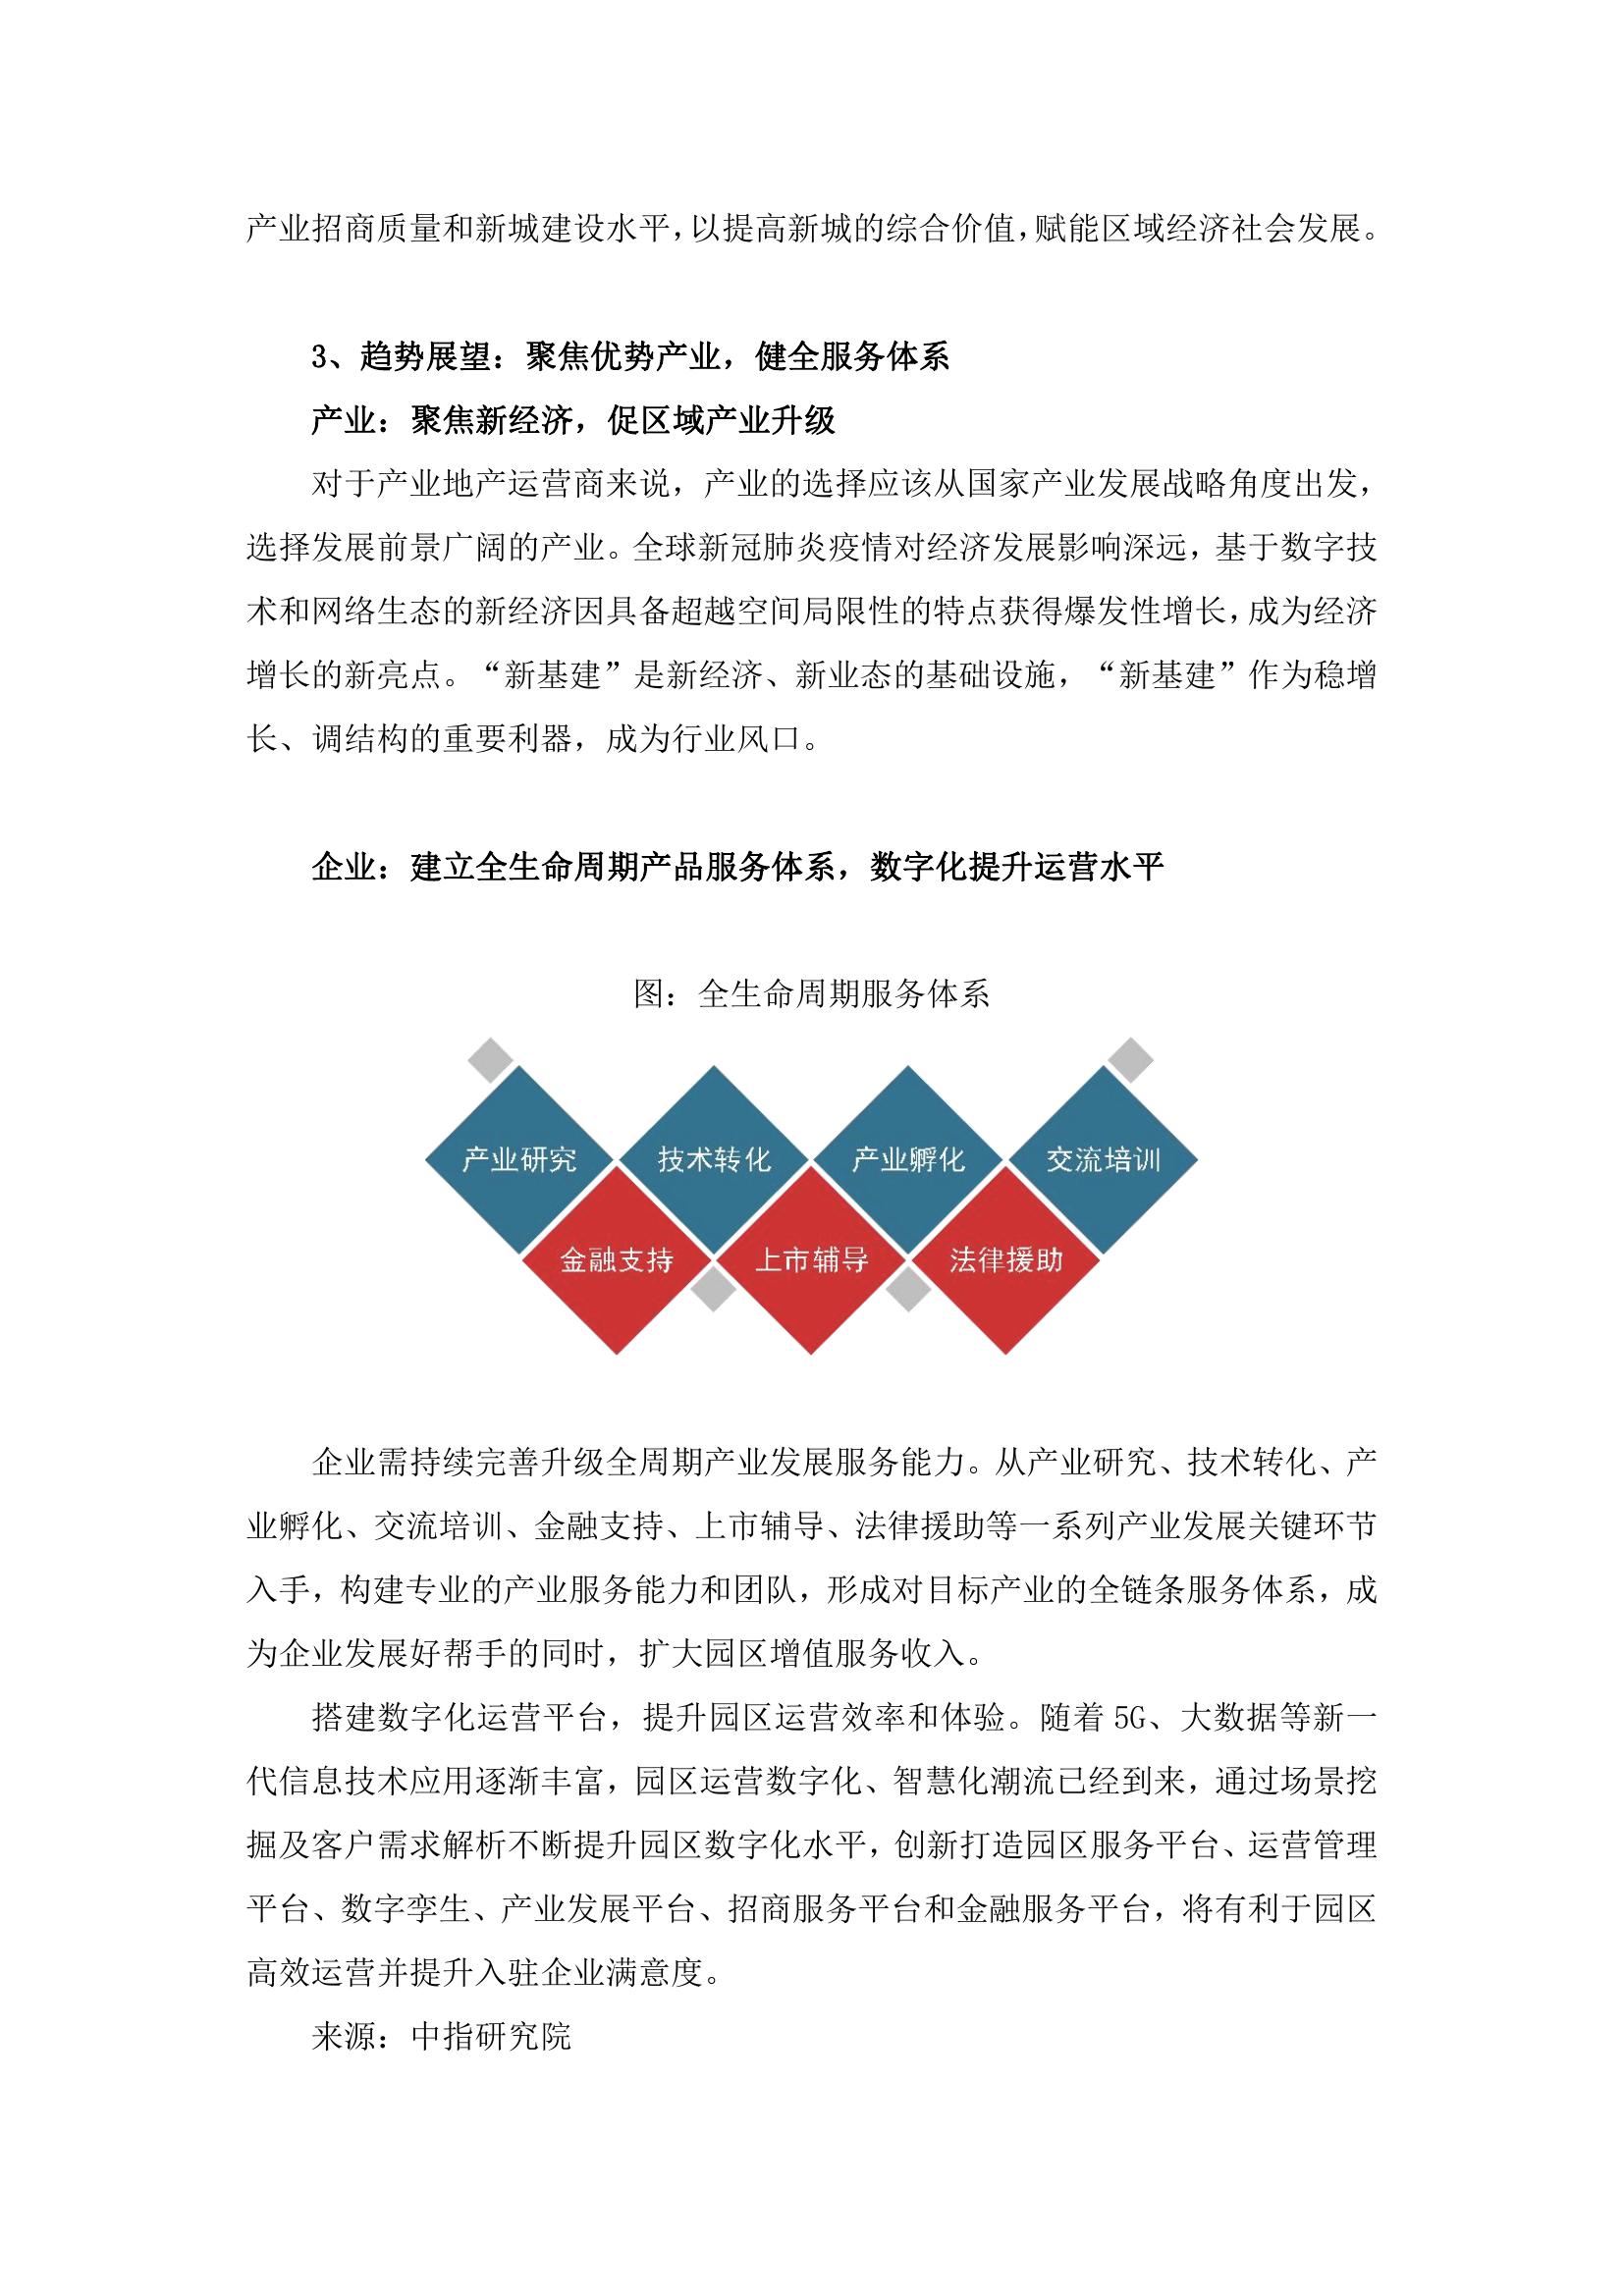 产业招商质量和新城建设水平，以提高新城的综合价值，赋能区域经济社会发展。
3、趋势展望：聚焦优势产业，健全服务体系
产业：聚焦新经济，促区域产业升级
对于产业地产运营商来说，产业的选择应该从国家产业发展战略角度出发，
选择发展前景广阔的产业。全球新冠肺炎疫情对经济发展影响深远，基于数字技
术和网络生态的新经济因具备超越空间局限性的特点获得爆发性增长，成为经济
增长的新亮点。“新基建”是新经济、新业态的基础设施，“新基建”作为稳增
长、调结构的重要利器，成为行业风口。
企业：建立全生命周期产品服务体系，数字化提升运营水平
图：全生命周期服务体系
产业研究 技术转化 产业孵化 交流培训
金融支持 上市辅导 法律援助
企业需持续完善升级全周期产业发展服务能力。从产业研究、技术转化、产
业孵化、交流培训、金融支持、上市辅导、法律援助等一系列产业发展关键环节
入手，构建专业的产业服务能力和团队，形成对目标产业的全链条服务体系，成
为企业发展好帮手的同时，扩大园区增值服务收入。
搭建数字化运营平台，提升园区运营效率和体验。随着 5G、大数据等新一
代信息技术应用逐渐丰富，园区运营数字化、智慧化潮流已经到来，通过场景挖
掘及客户需求解析不断提升园区数字化水平，创新打造园区服务平台、运营管理
平台、数字孪生、产业发展平台、招商服务平台和金融服务平台，将有利于园区
高效运营并提升入驻企业满意度。
来源：中指研究院